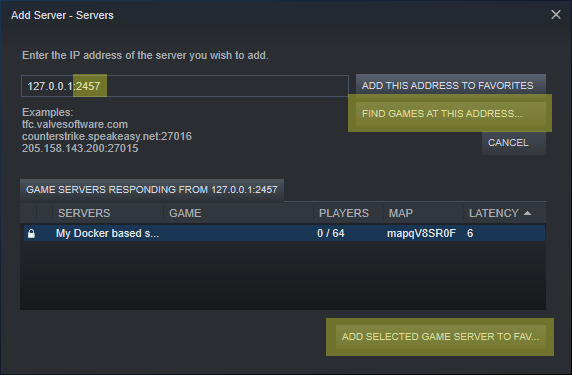 Add Server - Servers
Enter the IP address of the server you wish to add.
127.0.0.1:2457
ADD THIS ADDRESS TO FAVORITES
FIND GAMES AT THIS ADDRESS...
CANCEL
Examples:
tfc.valvesoftware.com
counterstrike.speakeasy.net:27016
205.158.143.200:27015
GAME SERVERS RESPONDING FROM 127.0.0.1:2457
SERVERS GAME PLAYERS MAP LATENCY
My Docker based s... 0 / 64 mapqV8SR0F 6
ADD SELECTED GAME SERVER TO FAV...